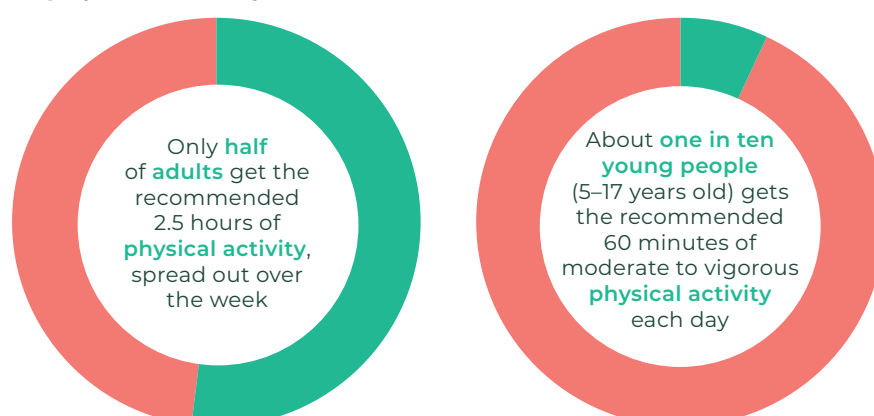 Only half
of adults get the
recommended
2.5 hours of
physical activity,
spread out over
the week
About one in ten
young people
(5–17 years old) gets
the recommended
60 minutes of
moderate to vigorous
physical activity
each day